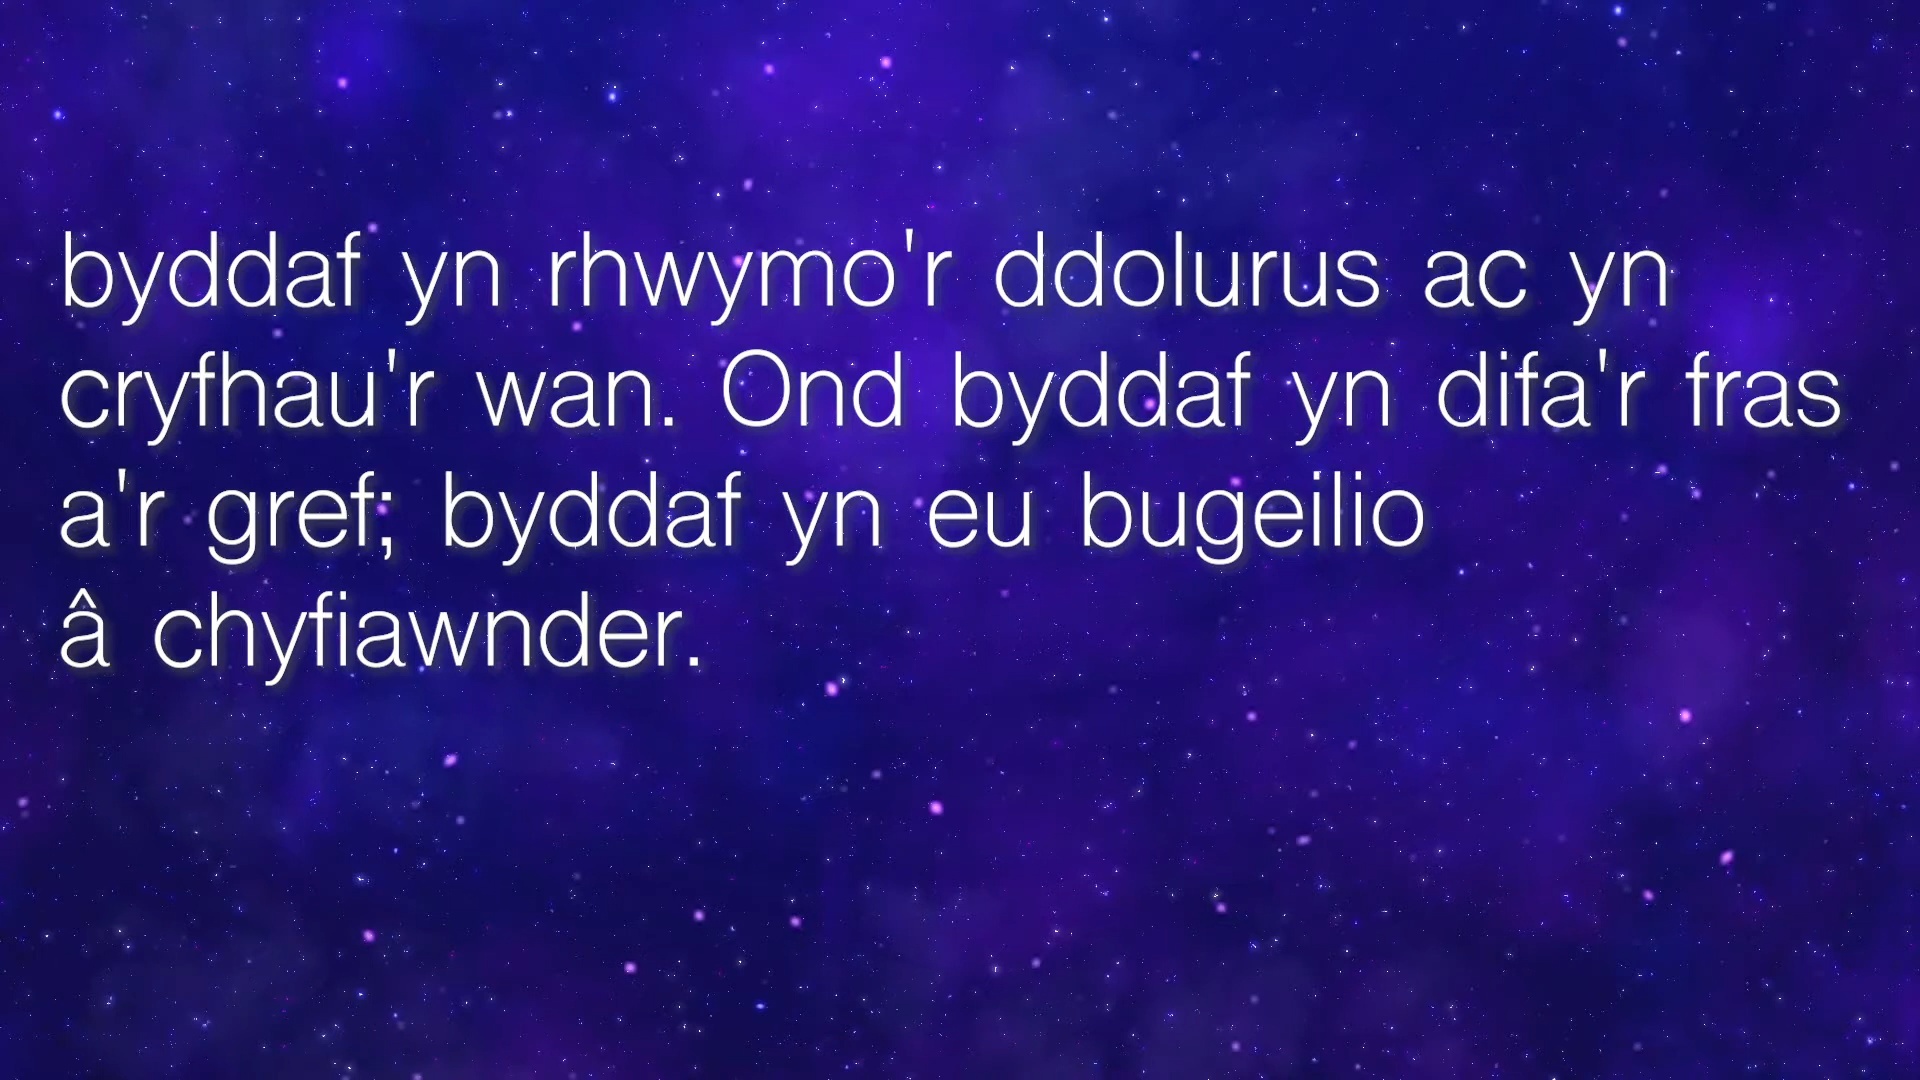 byddaf yn rhwymo'r ddolurus ac yn
cryfhau'r wan. Ond byddaf yn difa'r fras
a'r gref; byddaf yn eu bugeilio
â chyfiawnder.